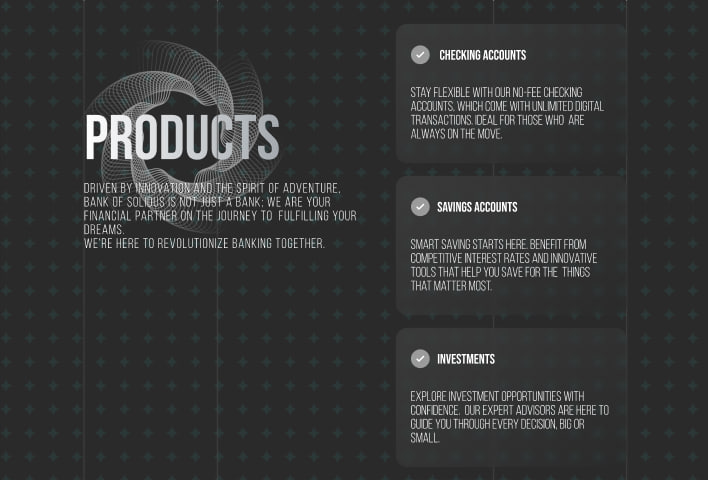 PRODUCTS
DRIVEN BY INNOVATION AND THE SPIRIT OF ADVENTURE,
BANK OF SOLIDUS IS NOT JUST A BANK; WE ARE YOUR
FINANCIAL PARTNER ON THE JOURNEY TO FULFILLING YOUR
DREAMS.
WE'RE HERE TO REVOLUTIONIZE BANKING TOGETHER.
CHECKING ACCOUNTS
STAY FLEXIBLE WITH OUR NO-FEE CHECKING
ACCOUNTS, WHICH COME WITH UNLIMITED DIGITAL
TRANSACTIONS. IDEAL FOR THOSE WHO ARE
ALWAYS ON THE MOVE.
SAVINGS ACCOUNTS
SMART SAVING STARTS HERE. BENEFIT FROM
COMPETITIVE INTEREST RATES AND INNOVATIVE
TOOLS THAT HELP YOU SAVE FOR THE THINGS
THAT MATTER MOST.
INVESTMENTS
EXPLORE INVESTMENT OPPORTUNITIES WITH
CONFIDENCE. OUR EXPERT ADVISORS ARE HERE TO
GUIDE YOU THROUGH EVERY DECISION, BIG OR
SMALL.